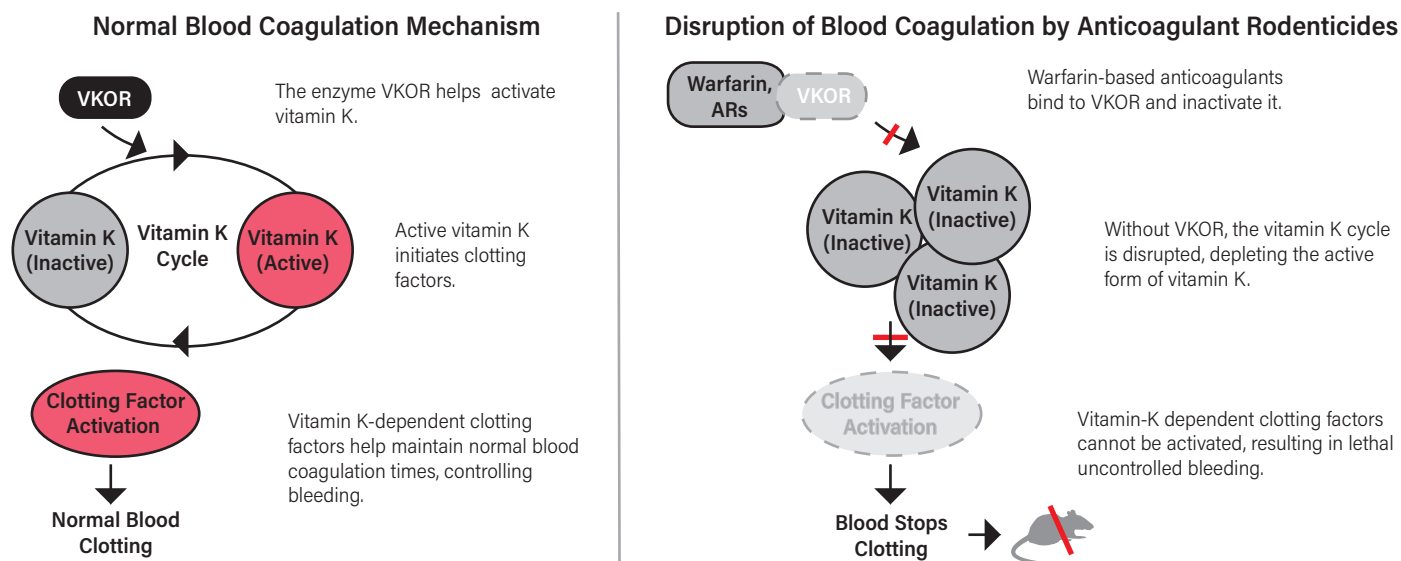 Normal Blood Coagulation Mechanism
VKOR
The enzyme VKOR helps activate
vitamin K.
Vitamin K
(Inactive)
Vitamin K
Cycle
Vitamin K
(Active)
Active vitamin K
initiates clotting
factors.
Clotting Factor
Activation
Vitamin K-dependent clotting
factors help maintain normal blood
coagulation times, controlling
bleeding.
Normal Blood
Clotting
Disruption of Blood Coagulation by Anticoagulant Rodenticides
Warfarin,
ARs
VKOR
Warfarin-based anticoagulants
bind to VKOR and inactivate it.
Vitamin K
(Inactive)
Vitamin K
(Inactive)
Vitamin K
(Inactive)
Without VKOR, the vitamin K cycle
is disrupted, depleting the active
form of vitamin K.
Clotting Factor
Activation
Vitamin-K dependent clotting factors
cannot be activated, resulting in lethal
uncontrolled bleeding.
Blood Stops
Clotting